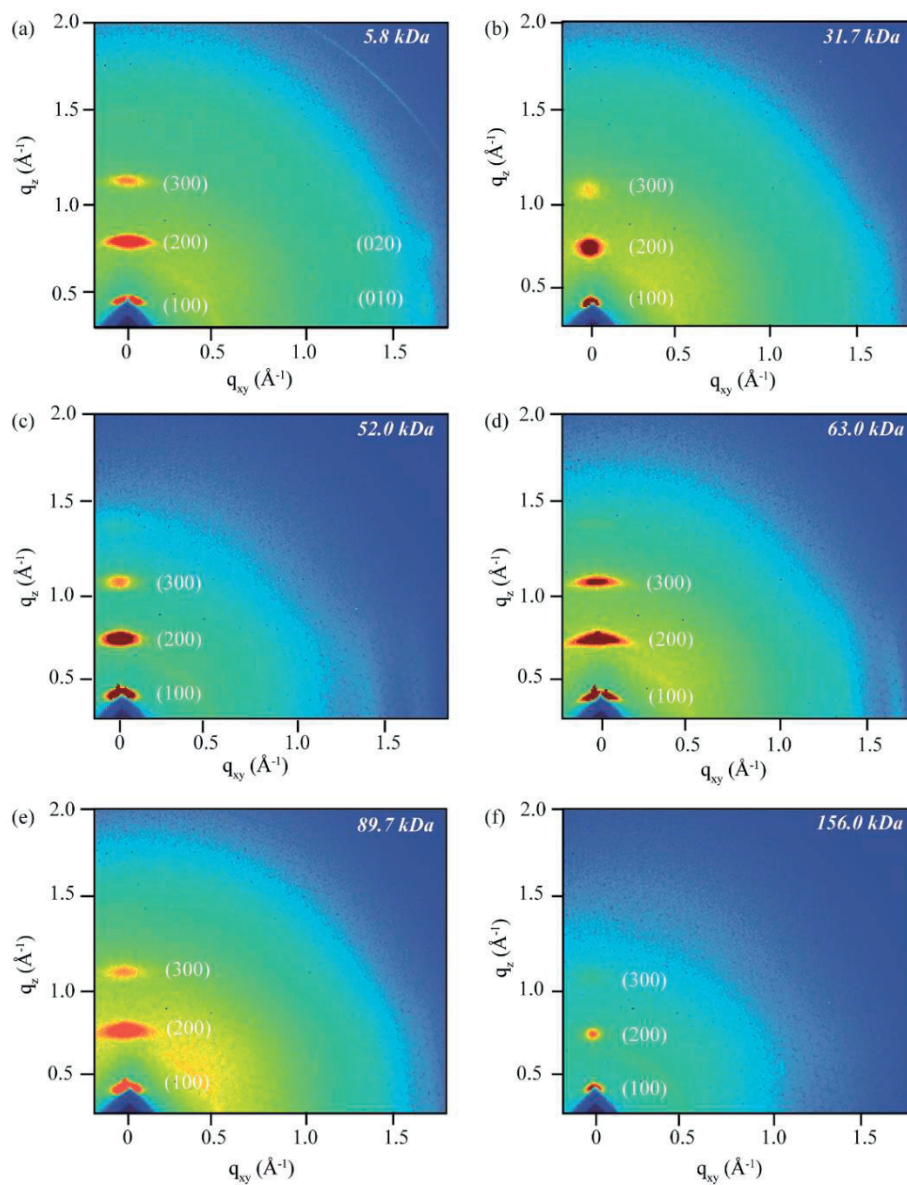 (a)
5.8 kDa
2.0
1.5
1.0
0.5
q_z (Å⁻¹)
(300)
(200)
(100)
(020)
(010)
0
0.5
1.0
1.5
q_xy (Å⁻¹)
(b)
31.7 kDa
2.0
1.5
1.0
0.5
q_z (Å⁻¹)
(300)
(200)
(100)
0
0.5
1.0
1.5
q_xy (Å⁻¹)
(c)
52.0 kDa
2.0
1.5
1.0
0.5
q_z (Å⁻¹)
(300)
(200)
(100)
0
0.5
1.0
1.5
q_xy (Å⁻¹)
(d)
63.0 kDa
2.0
1.5
1.0
0.5
q_z (Å⁻¹)
(300)
(200)
(100)
0
0.5
1.0
1.5
q_xy (Å⁻¹)
(e)
89.7 kDa
2.0
1.5
1.0
0.5
q_z (Å⁻¹)
(300)
(200)
(100)
0
0.5
1.0
1.5
q_xy (Å⁻¹)
(f)
156.0 kDa
2.0
1.5
1.0
0.5
q_z (Å⁻¹)
(300)
(200)
(100)
0
0.5
1.0
1.5
q_xy (Å⁻¹)